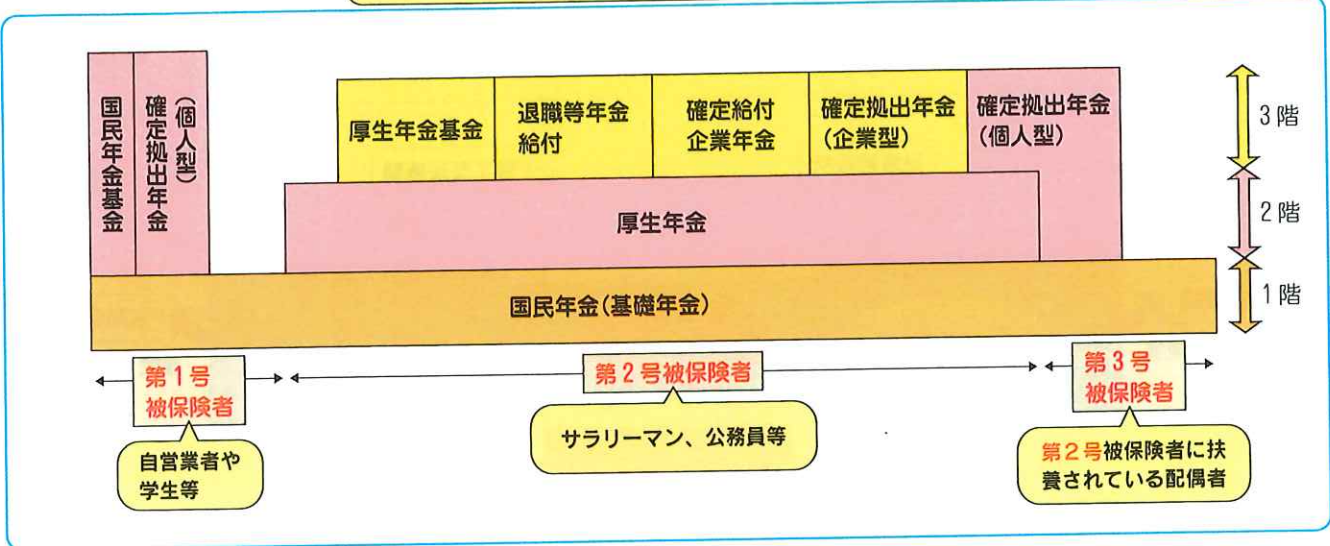 国民年金基金
確定拠出年金
(個人型)
厚生年金基金
退職等年金
給付
確定給付
企業年金
確定拠出年金
(企業型)
確定拠出年金
(個人型)
3階
厚生年金
2階
国民年金(基礎年金)
1階
第1号
被保険者
第2号被保険者
第3号
被保険者
自営業者や
学生等
サラリーマン、公務員等
第2号被保険者に扶
養されている配偶者